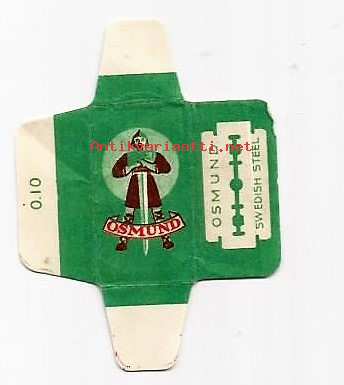 Antikvariaatti.net
0.10
OSMUND
OSMUND
SWEDISH STEEL